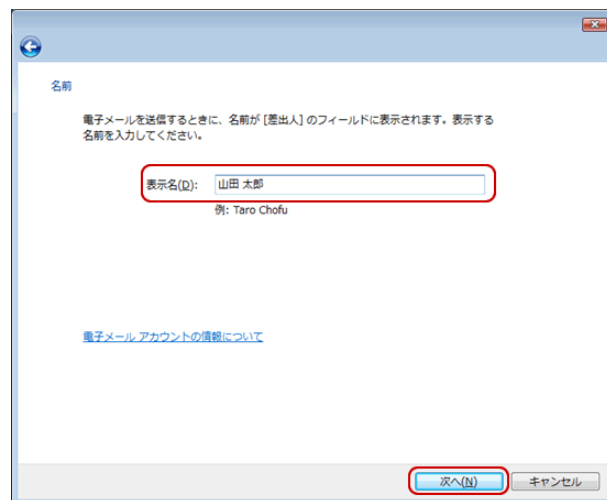 名前
電子メールを送信するときに、名前が [差出人] のフィールドに表示されます。表示する
名前を入力してください。
表示名(D): 山田 太郎
例: Taro Chofu
電子メール アカウントの情報について
次へ(N) キャンセル